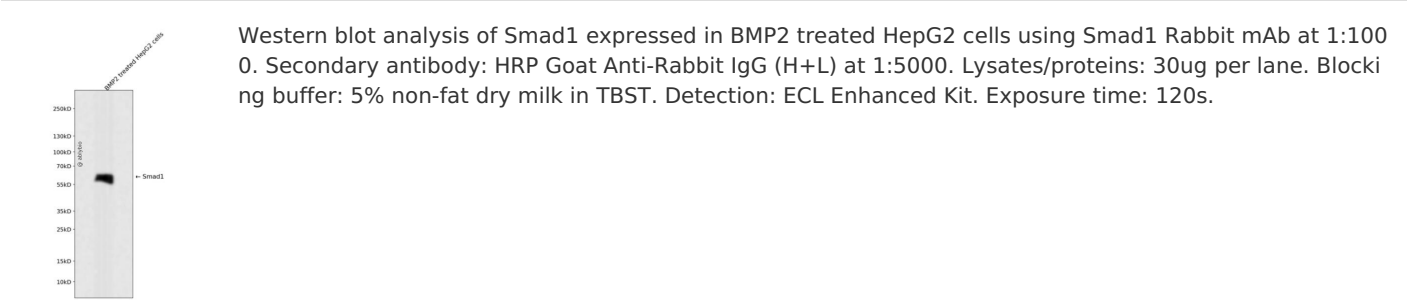 BMP2 treated HepG2 cells
250kD
130kD
100kD
70kD
55kD
35kD
25kD
15kD
10kD
@ abybio
← Smad1
Western blot analysis of Smad1 expressed in BMP2 treated HepG2 cells using Smad1 Rabbit mAb at 1:100
0. Secondary antibody: HRP Goat Anti-Rabbit IgG (H+L) at 1:5000. Lysates/proteins: 30ug per lane. Blocki
ng buffer: 5% non-fat dry milk in TBST. Detection: ECL Enhanced Kit. Exposure time: 120s.